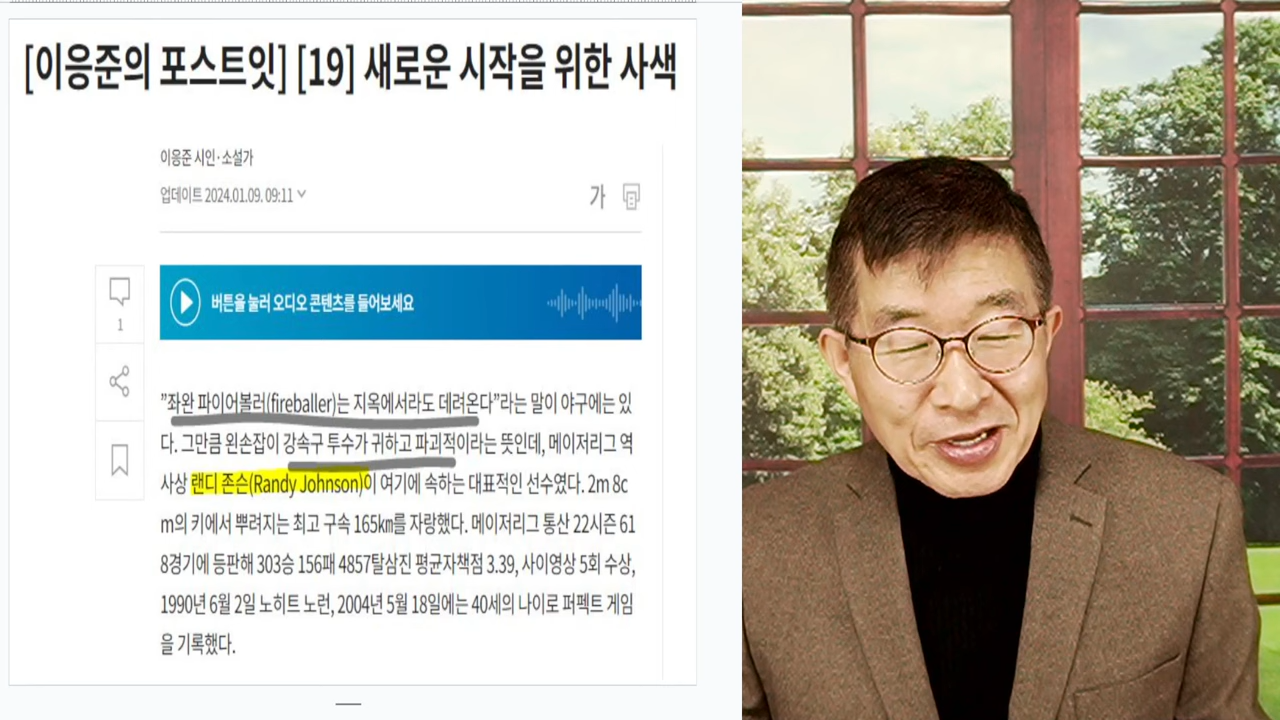 [이응준의 포스트잇] [19] 새로운 시작을 위한 사색
이응준 시인·소설가
업데이트 2024.01.09. 09:11
가
버튼을 눌러 오디오 콘텐츠를 들어보세요
1
"좌완 파이어볼러(fireballer)는 지옥에서라도 데려온다"라는 말이 야구에는 있
다. 그만큼 왼손잡이 강속구 투수가 귀하고 파괴적이라는 뜻인데, 메이저리그 역
사상 랜디 존슨(Randy Johnson)이 여기에 속하는 대표적인 선수였다. 2m 8c
m의 키에서 뿌려지는 최고 구속 165㎞를 자랑했다. 메이저리그 통산 22시즌 61
8경기에 등판해 303승 156패 4857탈삼진 평균자책점 3.39, 사이영상 5회 수상,
1990년 6월 2일 노히트 노런, 2004년 5월 18일에는 40세의 나이로 퍼펙트 게임
을 기록했다.